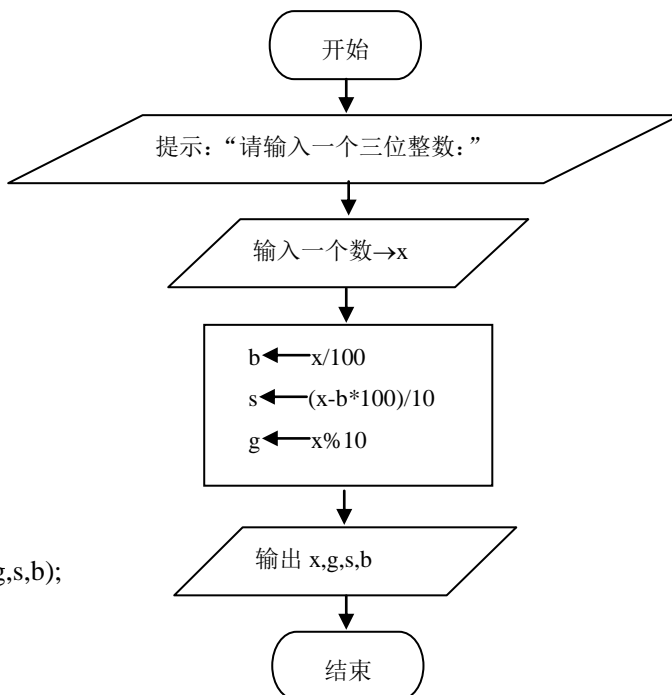 开始
提示：“请输入一个三位整数：”
输入一个数→x
b←x/100
s←(x-b*100)/10
g←x%10
g,s,b);
输出 x,g,s,b
结束